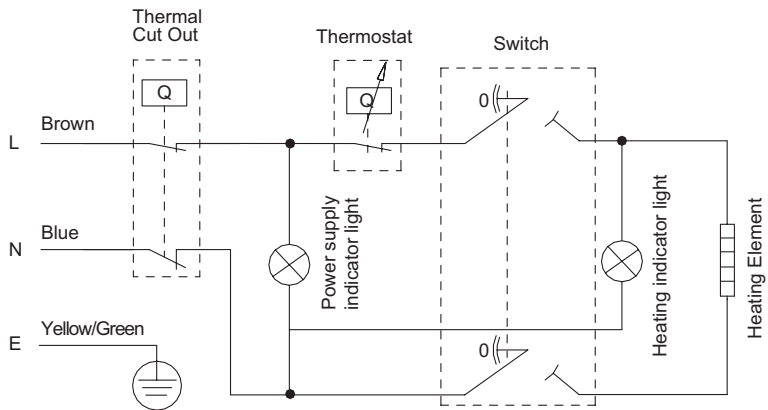 Thermal
Cut Out
Thermostat
Switch
Q
Q
0
L
Brown
N
Blue
Power supply
indicator light
Heating indicator light
Heating Element
E
Yellow/Green
0